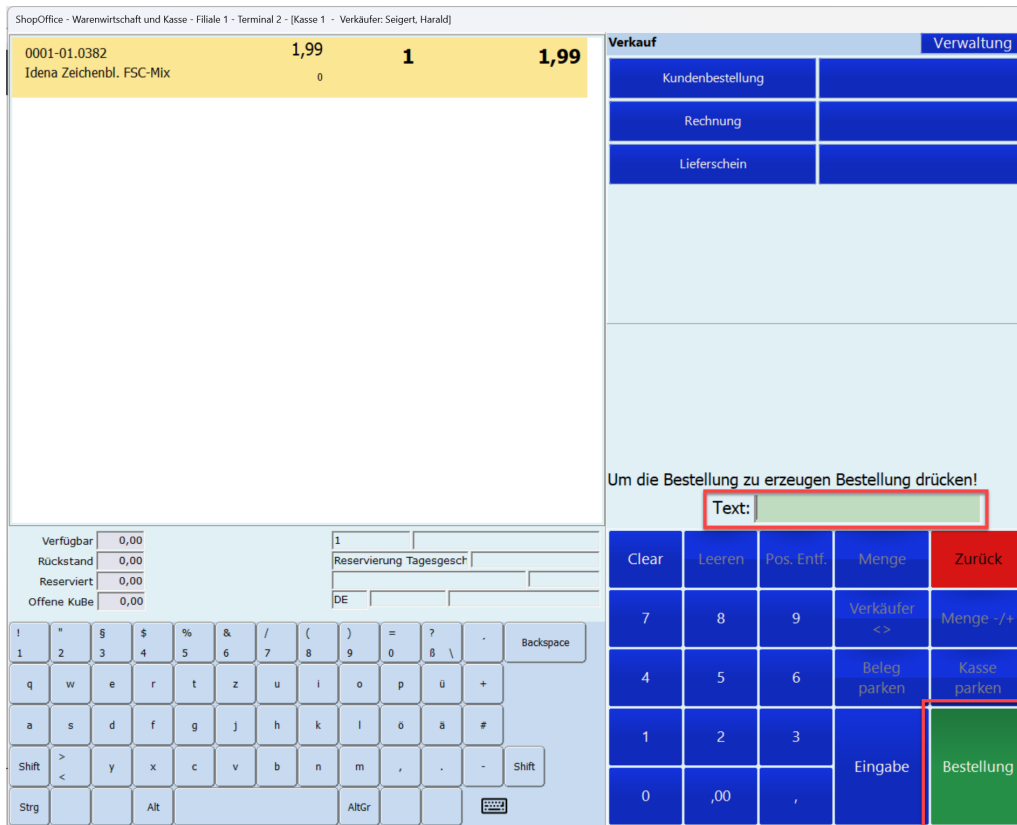 ShopOffice - Warenwirtschaft und Kasse - Filiale 1 - Terminal 2 - [Kasse 1 - Verkäufer: Seigert, Harald]
0001-01.0382 1,99 1 1,99
Idena Zeichenbl. FSC-Mix 0
Verkauf Verwaltung
Kundenbestellung
Rechnung
Lieferschein
Um die Bestellung zu erzeugen Bestellung drücken!
Text:
Verfügbar 0,00 1
Rückstand 0,00 Reservierung Tagesgesch
Reserviert 0,00
Offene KuBe 0,00 DE
Clear Leeren Pos. Entf. Menge Zurück
7 8 9 Verkäufer <> Menge -/+
4 5 6 Beleg parken Kasse parken
1 2 3 Eingabe Bestellung
0 ,00 ,
! " § $ % & / ( ) = ? `
1 2 3 4 5 6 7 8 9 0 ß \ Backspace
q w e r t z u i o p ü +
a s d f g j h k l ö ä #
Shift > < y x c v b n m , . - Shift
Strg Alt AltGr